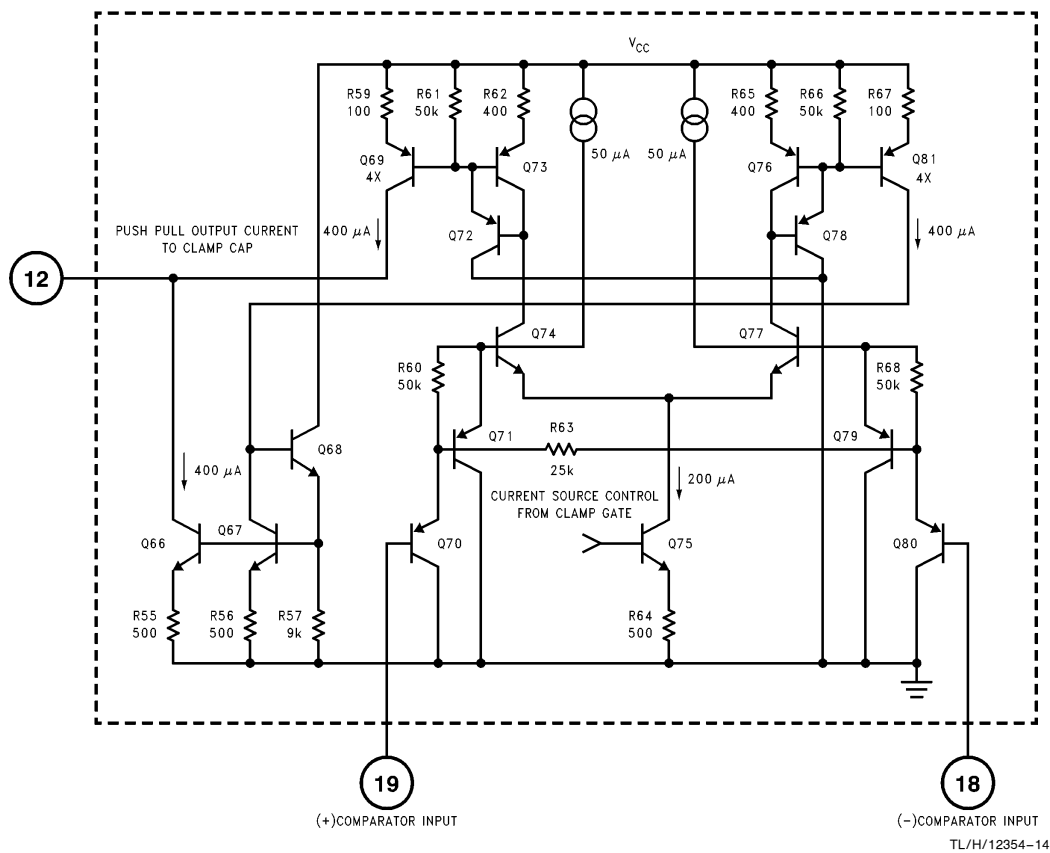 V_CC
R59
100
R61
50k
R62
400
50 μA
50 μA
R65
400
R66
50k
R67
100
Q69
4X
Q73
Q76
Q81
4X
PUSH PULL OUTPUT CURRENT
TO CLAMP CAP
400 μA
Q72
Q78
400 μA
12
Q74
Q77
R60
50k
R68
50k
Q68
Q71
R63
25k
Q79
400 μA
CURRENT SOURCE CONTROL
FROM CLAMP GATE
200 μA
Q66
Q67
Q70
Q75
Q80
R55
500
R56
500
R57
9k
R64
500
19
18
(+)COMPARATOR INPUT
(-)COMPARATOR INPUT
TL/H/12354-14